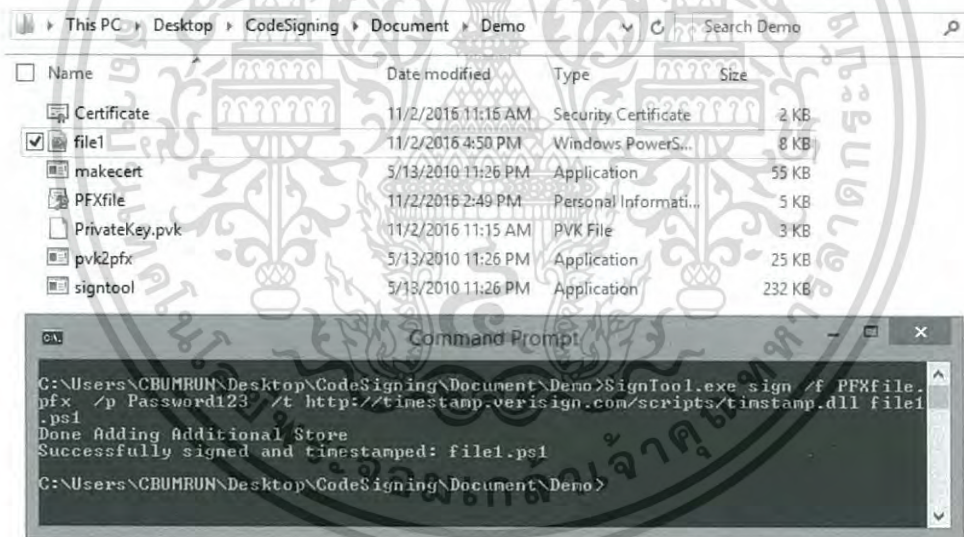 This PC Desktop CodeSigning Document Demo Search Demo
Name Date modified Type Size
Certificate 11/2/2016 11:16 AM Security Certificate 2 KB
file1 11/2/2016 4:50 PM Windows PowerS... 8 KB
makecert 5/13/2010 11:26 PM Application 55 KB
PFXfile 11/2/2016 2:49 PM Personal Informati... 5 KB
PrivateKey.pvk 11/2/2016 11:15 AM PVK File 3 KB
pvk2pfx 5/13/2010 11:26 PM Application 25 KB
signtool 5/13/2010 11:26 PM Application 232 KB
Command Prompt
C:\Users\CBUMRUN\Desktop\CodeSigning\Document\Demo>SignTool.exe sign /f PFXfile.
pfx /p Password123 /t http://timestamp.verisign.com/scripts/timstamp.dll file1
.ps1
Done Adding Additional Store
Successfully signed and timestamped: file1.ps1
C:\Users\CBUMRUN\Desktop\CodeSigning\Document\Demo>